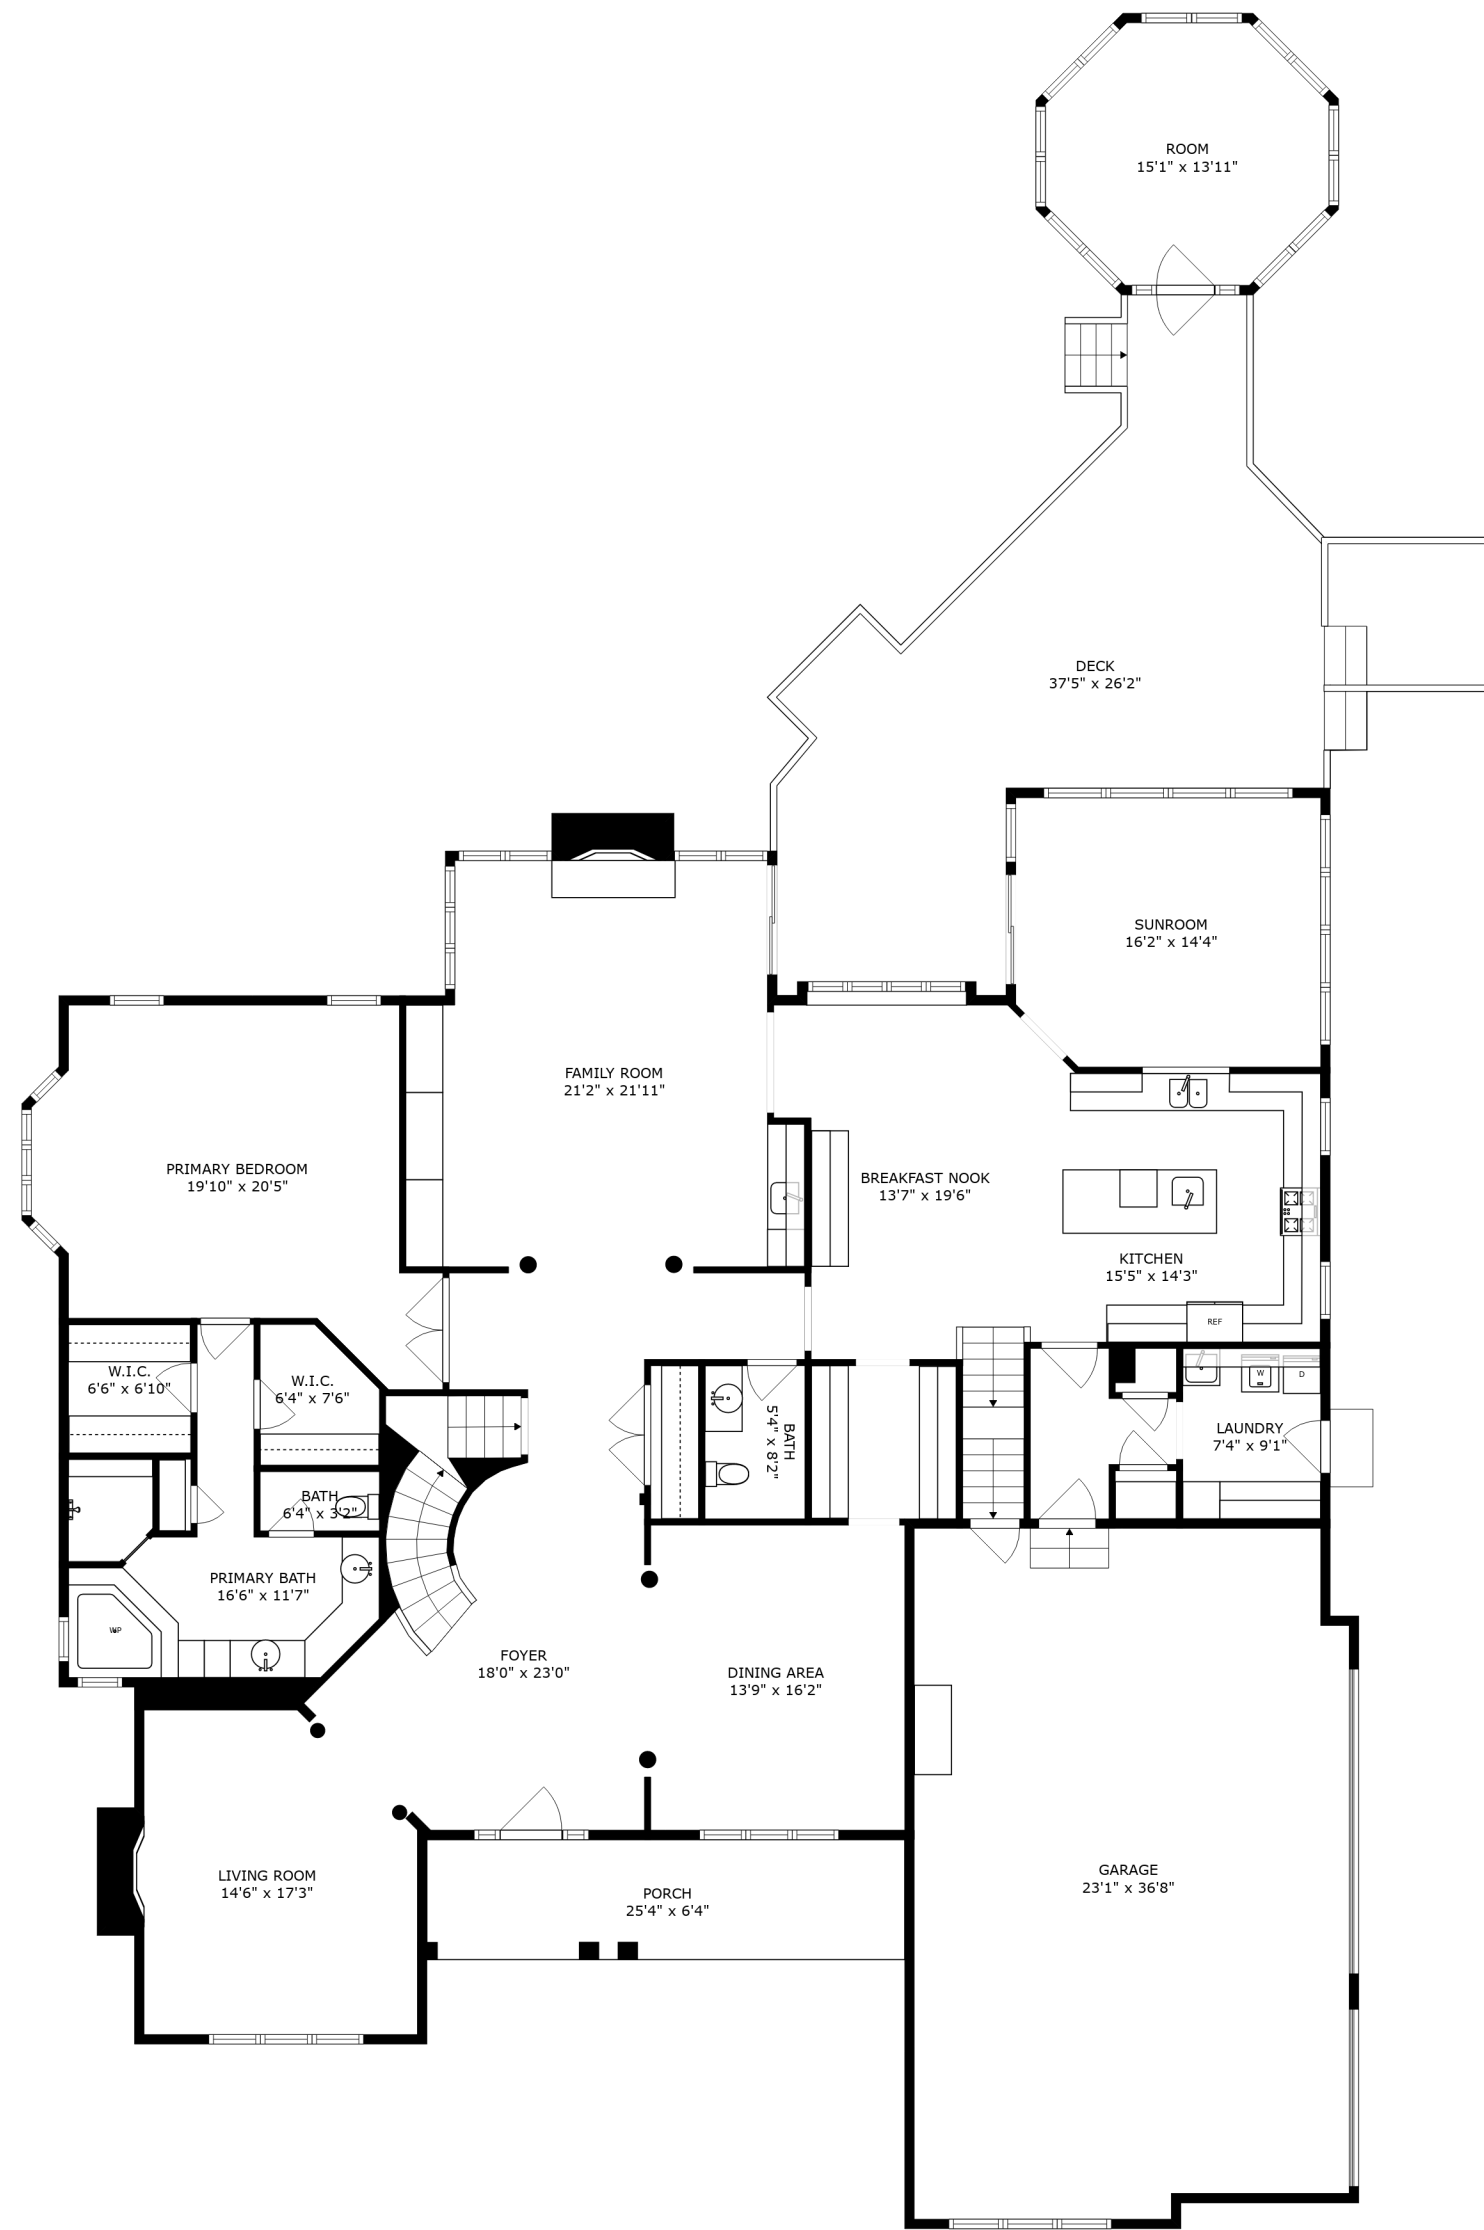 ROOM
15'1" x 13'11"
DECK
37'5" x 26'2"
SUNROOM
16'2" x 14'4"
FAMILY ROOM
21'2" x 21'11"
PRIMARY BEDROOM
19'10" x 20'5"
BREAKFAST NOOK
13'7" x 19'6"
KITCHEN
15'5" x 14'3"
REF
W.I.C.
6'6" x 6'10"
W.I.C.
6'4" x 7'6"
W
D
BATH
5'4" x 8'2"
LAUNDRY
7'4" x 9'1"
BATH
6'4" x 3'2"
PRIMARY BATH
16'6" x 11'7"
WP
FOYER
18'0" x 23'0"
DINING AREA
13'9" x 16'2"
LIVING ROOM
14'6" x 17'3"
PORCH
25'4" x 6'4"
GARAGE
23'1" x 36'8"